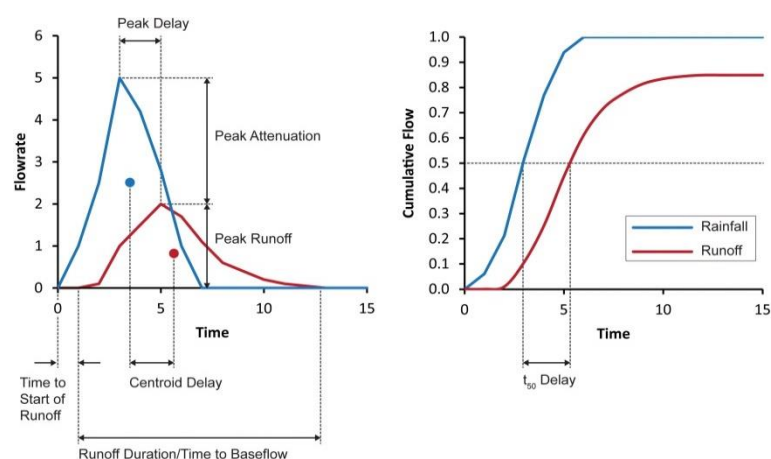 Peak Delay
6
5
4
3
2
1
0
Flowrate
Peak Attenuation
Peak Runoff
0
5
10
15
Time
Time to
Start of
Runoff
Centroid Delay
Runoff Duration/Time to Baseflow
1.0
0.9
0.8
0.7
0.6
0.5
0.4
0.3
0.2
0.1
0.0
Cumulative Flow
Rainfall
Runoff
0
5
10
15
Time
t₅₀ Delay